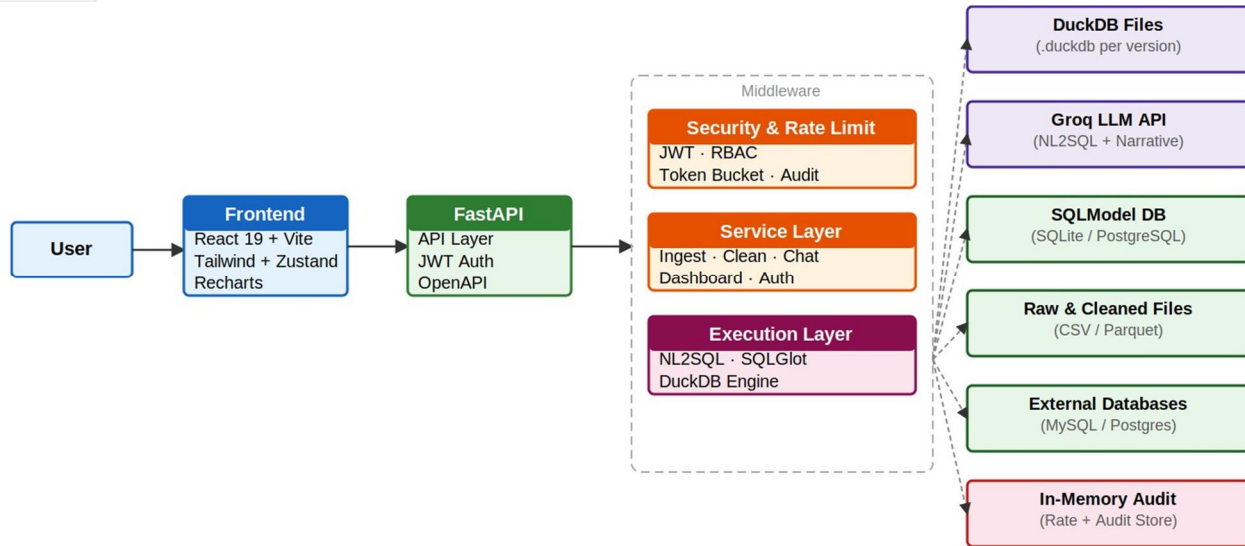 User
Frontend
React 19 + Vite
Tailwind + Zustand
Recharts
FastAPI
API Layer
JWT Auth
OpenAPI
Middleware
Security & Rate Limit
JWT · RBAC
Token Bucket · Audit
Service Layer
Ingest · Clean · Chat
Dashboard · Auth
Execution Layer
NL2SQL · SQLGlot
DuckDB Engine
DuckDB Files
(.duckdb per version)
Groq LLM API
(NL2SQL + Narrative)
SQLModel DB
(SQLite / PostgreSQL)
Raw & Cleaned Files
(CSV / Parquet)
External Databases
(MySQL / Postgres)
In-Memory Audit
(Rate + Audit Store)